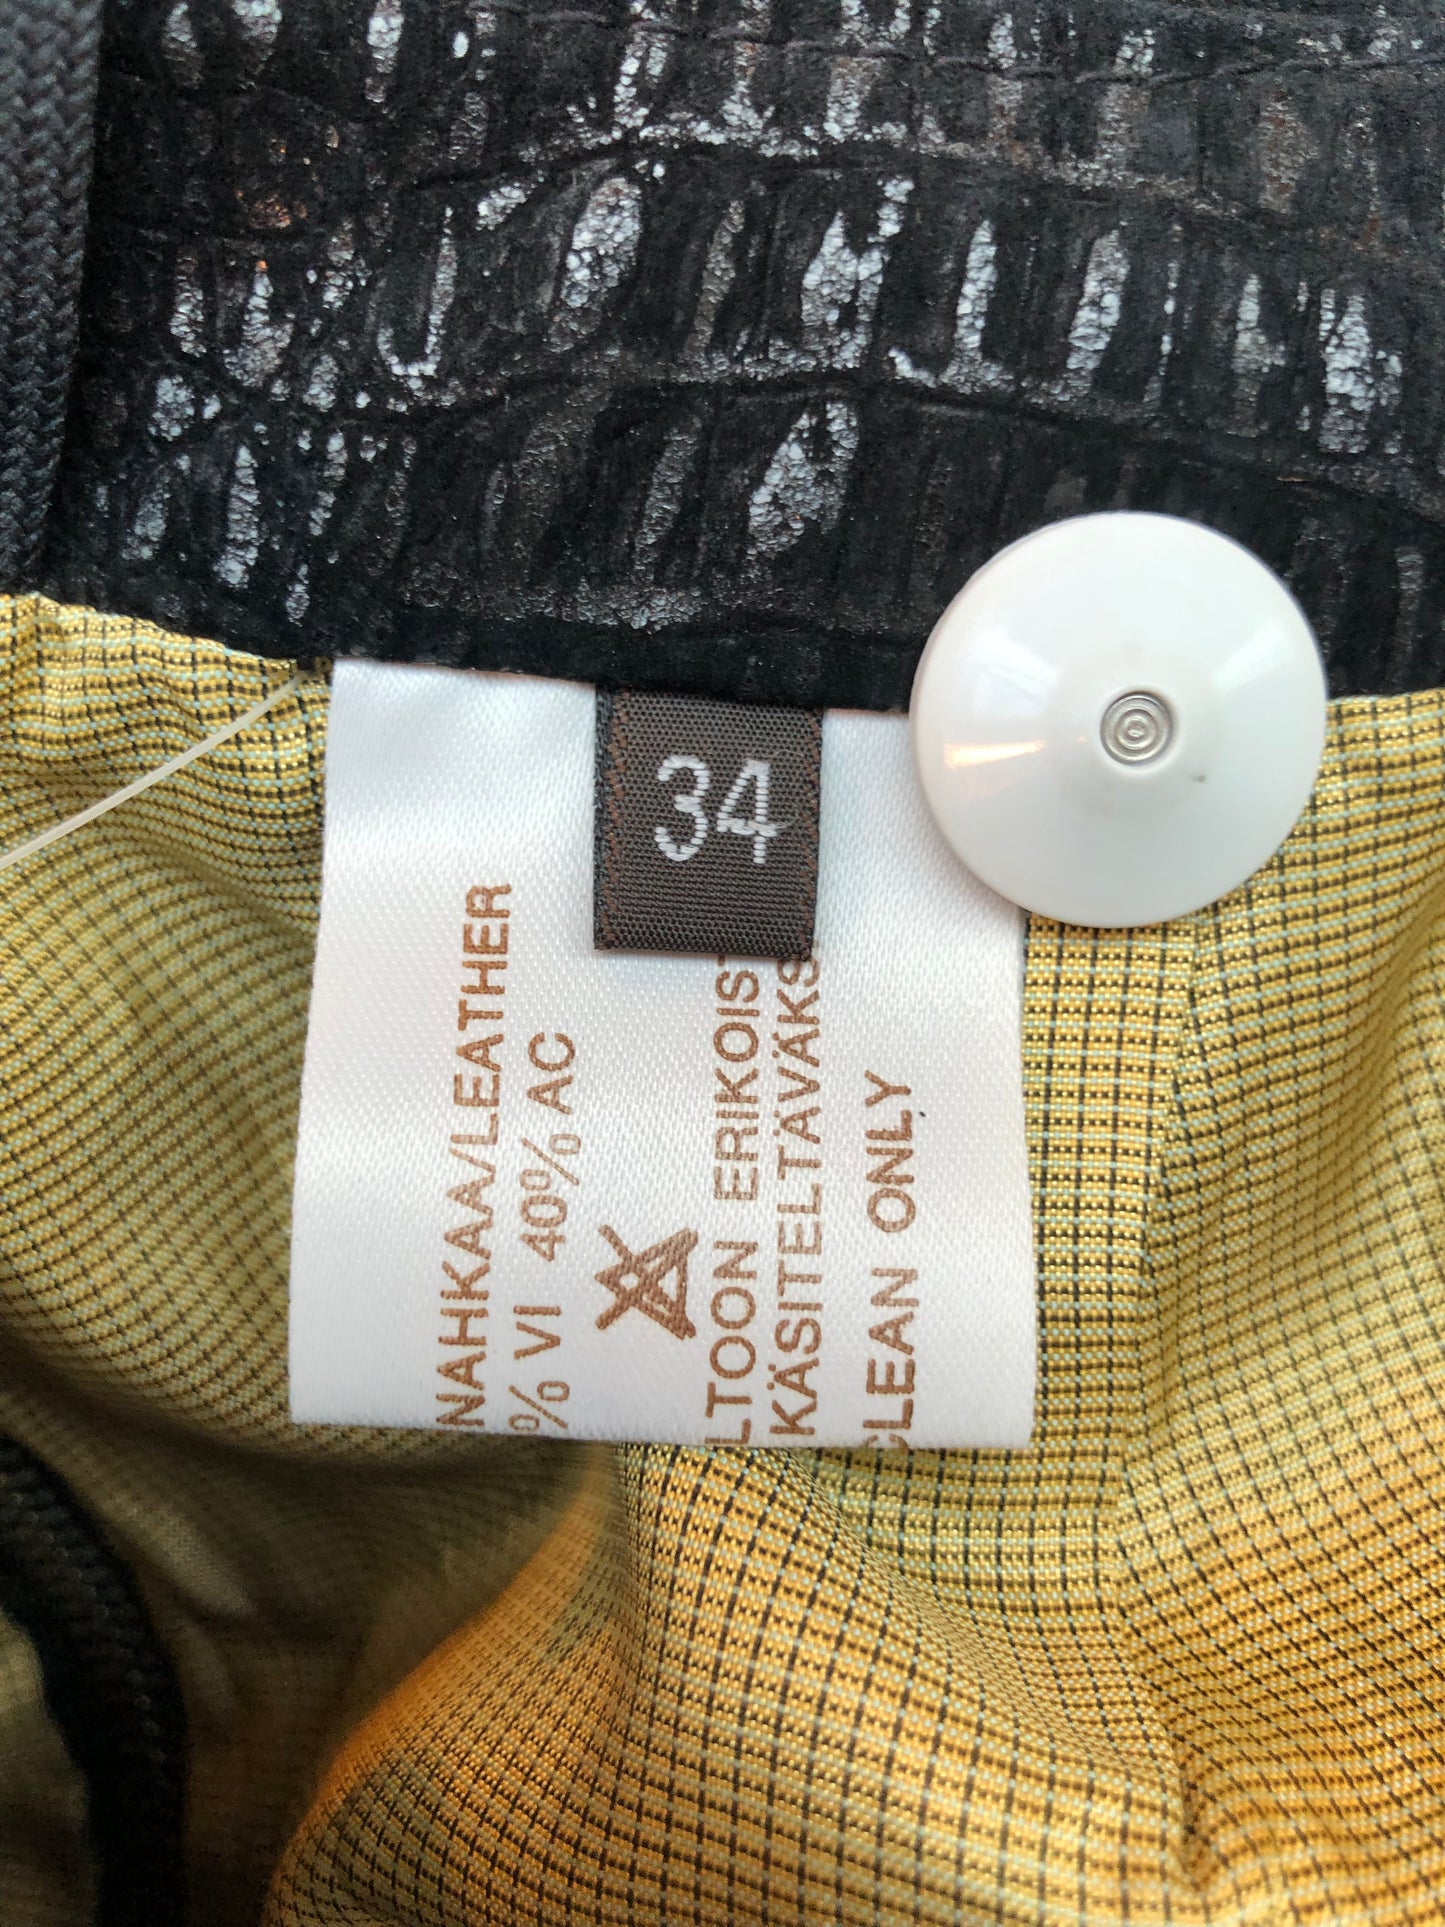 34
NAHKAA/LEATHER
% VI 40% AC
LTOON ERIKOIS
KÄSITELTÄVÄKS
CLEAN ONLY